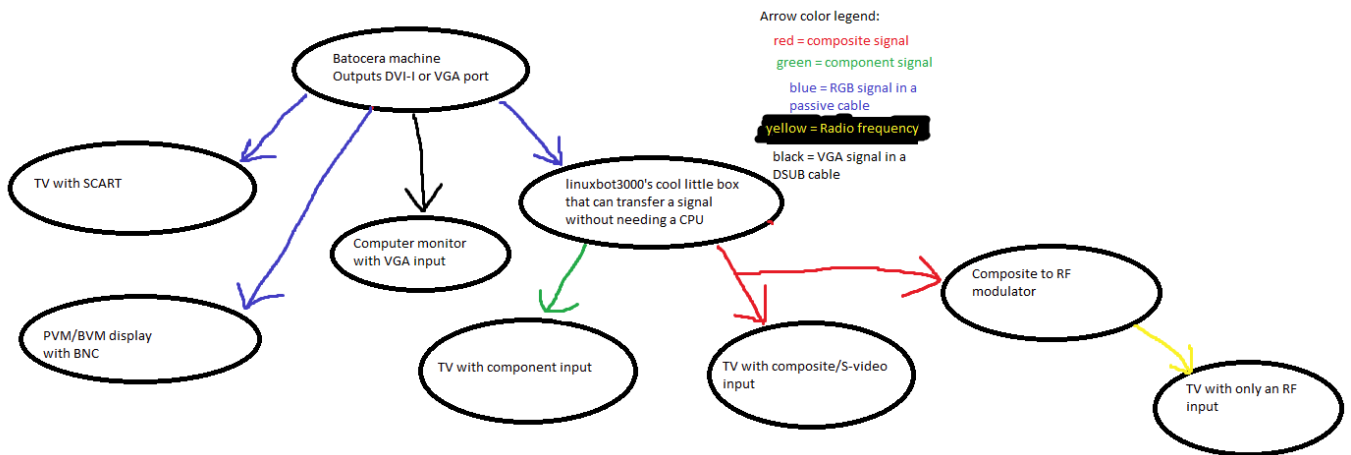 Arrow color legend:
red = composite signal
green = component signal
blue = RGB signal in a
passive cable
yellow = Radio frequency
black = VGA signal in a
DSUB cable
Batocera machine
Outputs DVI-I or VGA port
TV with SCART
linuxbot3000's cool little box
that can transfer a signal
without needing a CPU
Computer monitor
with VGA input
Composite to RF
modulator
PVM/BVM display
with BNC
TV with component input
TV with composite/S-video
input
TV with only an RF
input